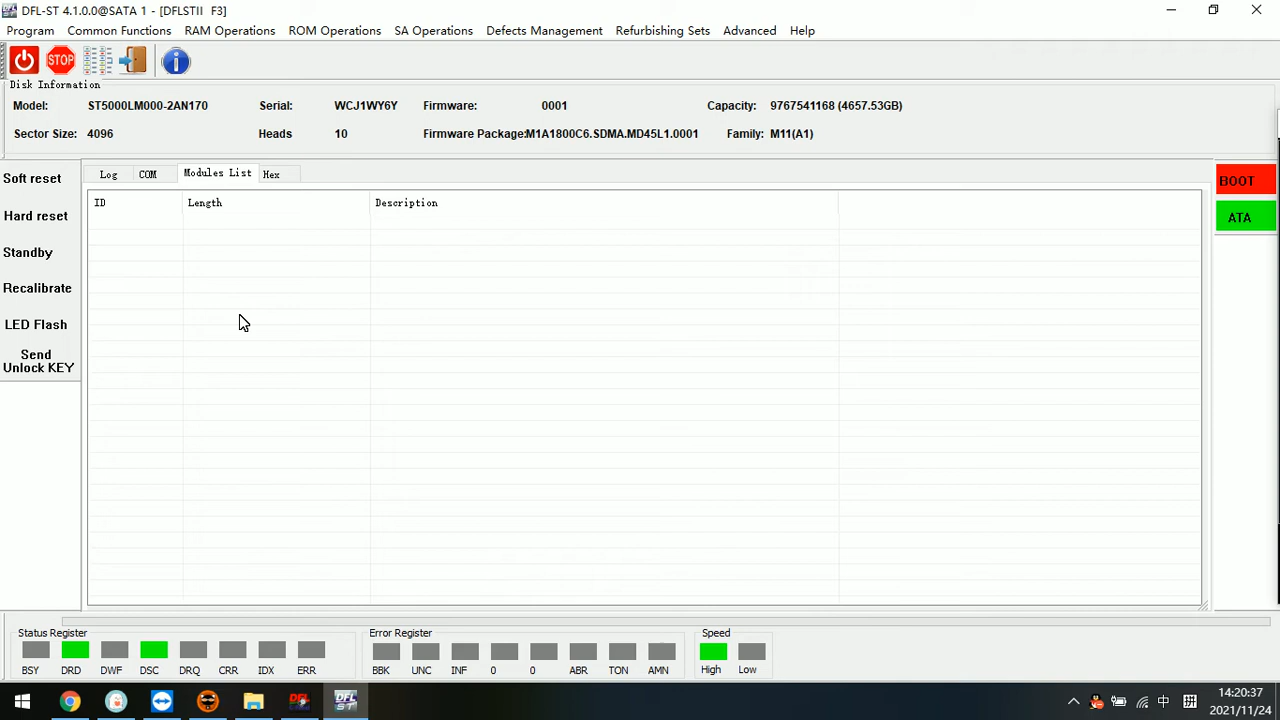 DFL-ST 4.1.0.0@SATA 1 - [DFLSTII F3]
Program Common Functions RAM Operations ROM Operations SA Operations Defects Management Refurbishing Sets Advanced Help
STOP
Disk Information
Model: ST5000LM000-2AN170 Serial: WCJ1WY6Y Firmware: 0001 Capacity: 9767541168 (4657.53GB)
Sector Size: 4096 Heads 10 Firmware Package:M1A1800C6.SDMA.MD45L1.0001 Family: M11(A1)
Log COM Modules List Hex
ID Length Description
Soft reset
Hard reset
Standby
Recalibrate
LED Flash
Send
Unlock KEY
BOOT
ATA
Status Register Error Register Speed
BSY DRD DWF DSC DRQ CRR IDX ERR BBK UNC INF 0 0 ABR TON AMN High Low
DFL DFL
ST
中 拼
14:20:37
2021/11/24